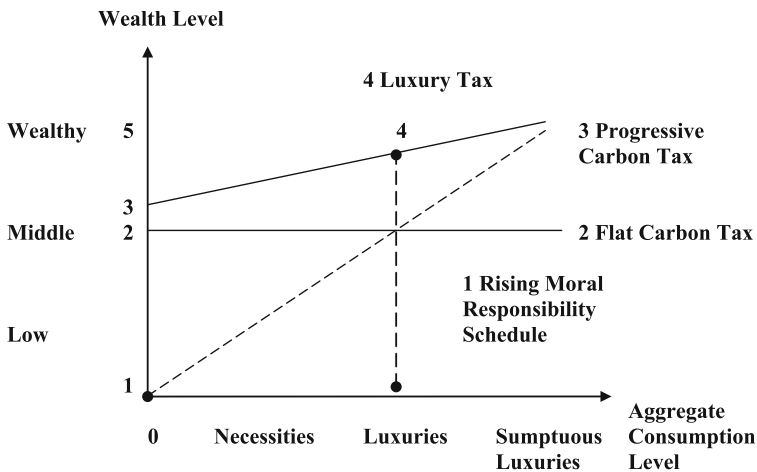 Wealth Level
4 Luxury Tax
Wealthy 5 4 3 Progressive
Carbon Tax
3
Middle 2 2 Flat Carbon Tax
1 Rising Moral
Responsibility
Schedule
Low
1
Aggregate
Consumption
Level
0 Necessities Luxuries Sumptuous
Luxuries